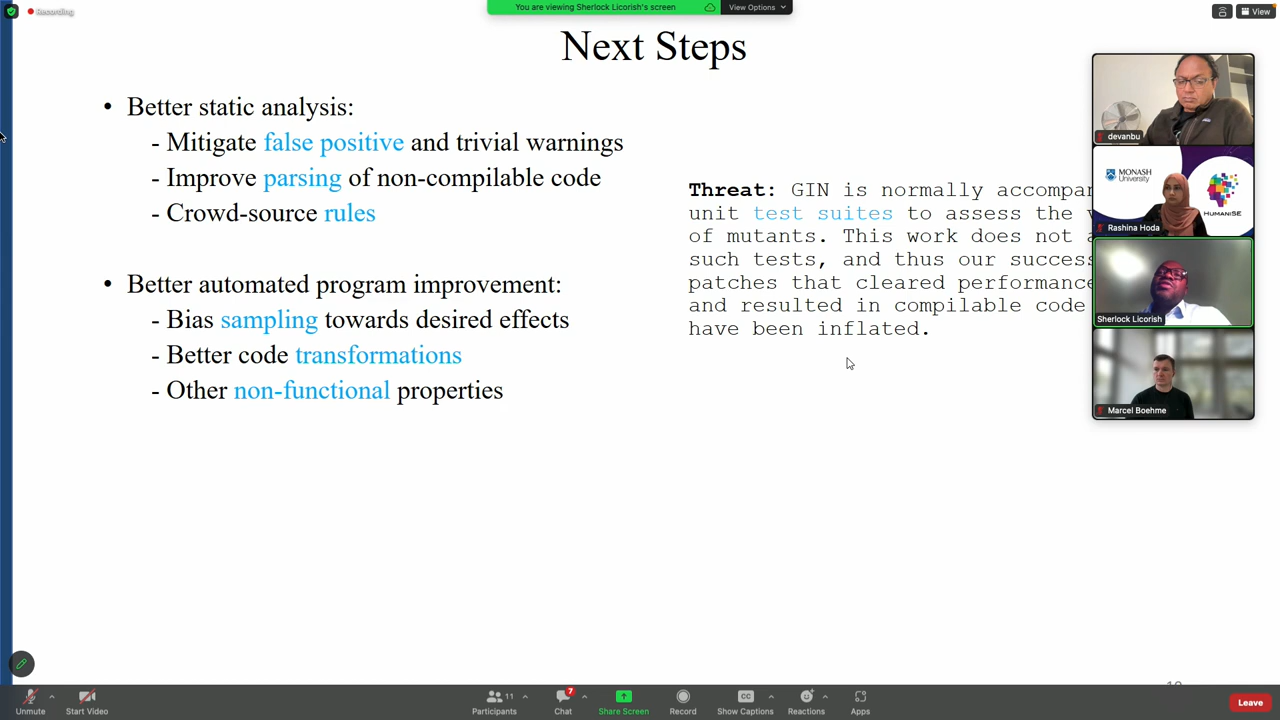 Recording
You are viewing Sherlock Licorish's screen
View Options
View
Next Steps
• Better static analysis:
- Mitigate false positive and trivial warnings
- Improve parsing of non-compilable code
- Crowd-source rules
• Better automated program improvement:
- Bias sampling towards desired effects
- Better code transformations
- Other non-functional properties
Threat: GIN is normally accompan
unit test suites to assess the
of mutants. This work does not
such tests, and thus our success
patches that cleared performance
and resulted in compilable code
have been inflated.
devanbu
MONASH
University
HUMANISE
Rashina Hoda
Sherlock Licorish
Marcel Boehme
Unmute
Start Video
11
Participants
7
Chat
Share Screen
Record
CC
Show Captions
Reactions
Apps
Leave